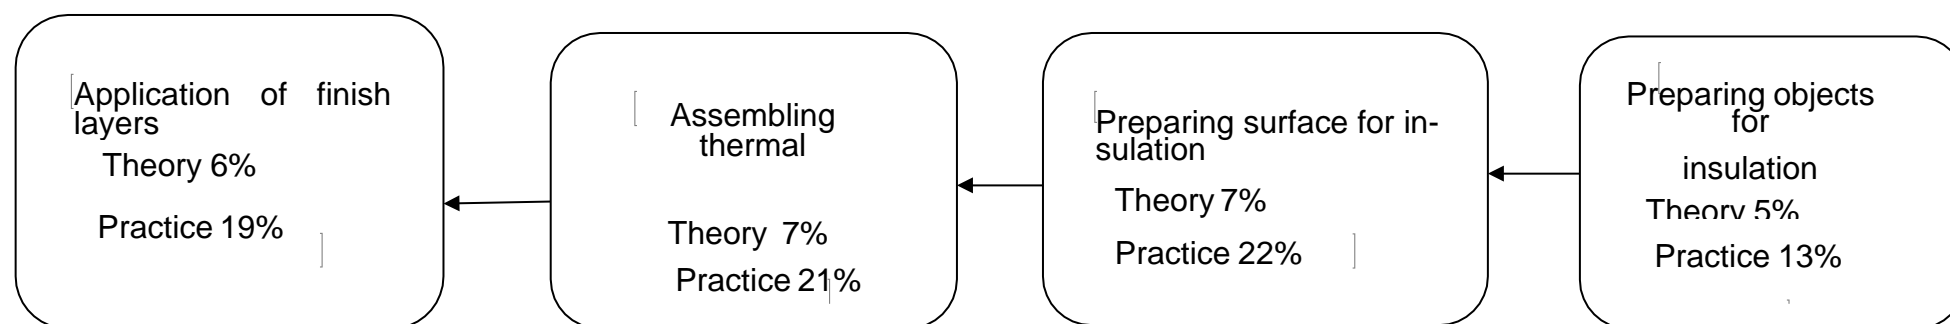 Application of finish
layers
Theory 6%
Practice 19%
Assembling
thermal
Theory 7%
Practice 21%
Preparing surface for in-
sulation
Theory 7%
Practice 22%
Preparing objects
for
insulation
Theory 5%
Practice 13%